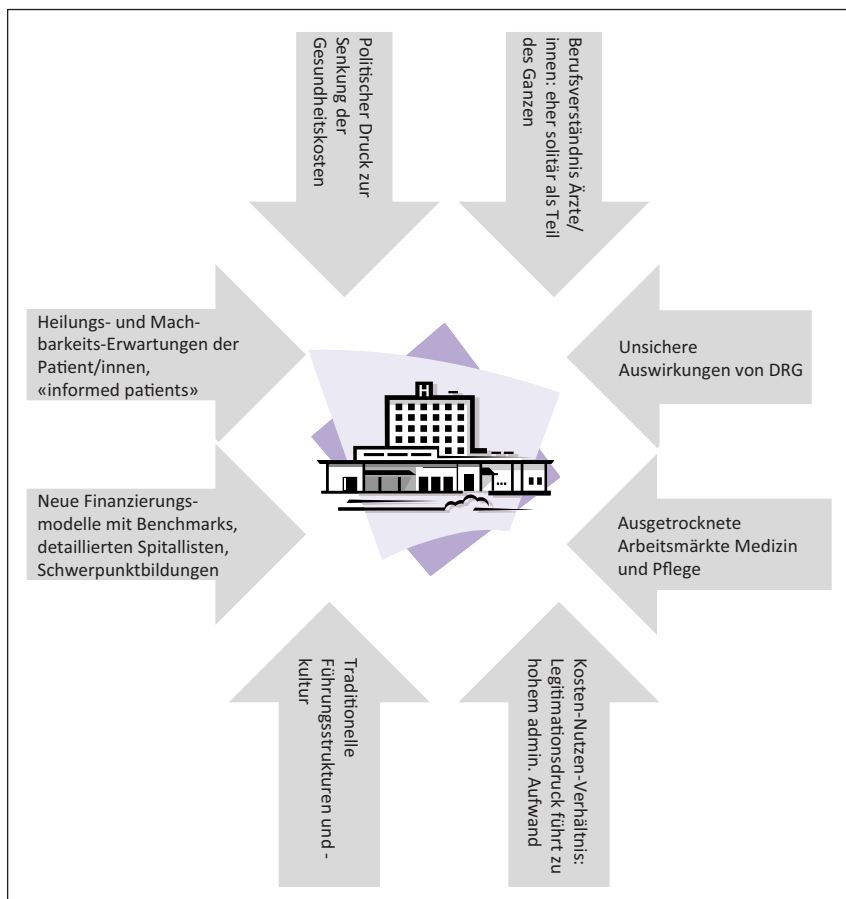 Politischer Druck zur
Senkung der
Gesundheitskosten
Berufsverständnis Ärzte/
innen: eher solitär als Teil
des Ganzen
Heilungs- und Mach-
barkeits-Erwartungen der
Patient/innen,
«informed patients»
H
Unsichere
Auswirkungen von DRG
Neue Finanzierungs-
modelle mit Benchmarks,
detaillierten Spitallisten,
Schwerpunktbildungen
Ausgetrocknete
Arbeitsmärkte Medizin
und Pflege
Traditionelle
Führungsstrukturen und -
kultur
Kosten-Nutzen-Verhältnis:
Legitimationsdruck führt zu
hohem admin. Aufwand